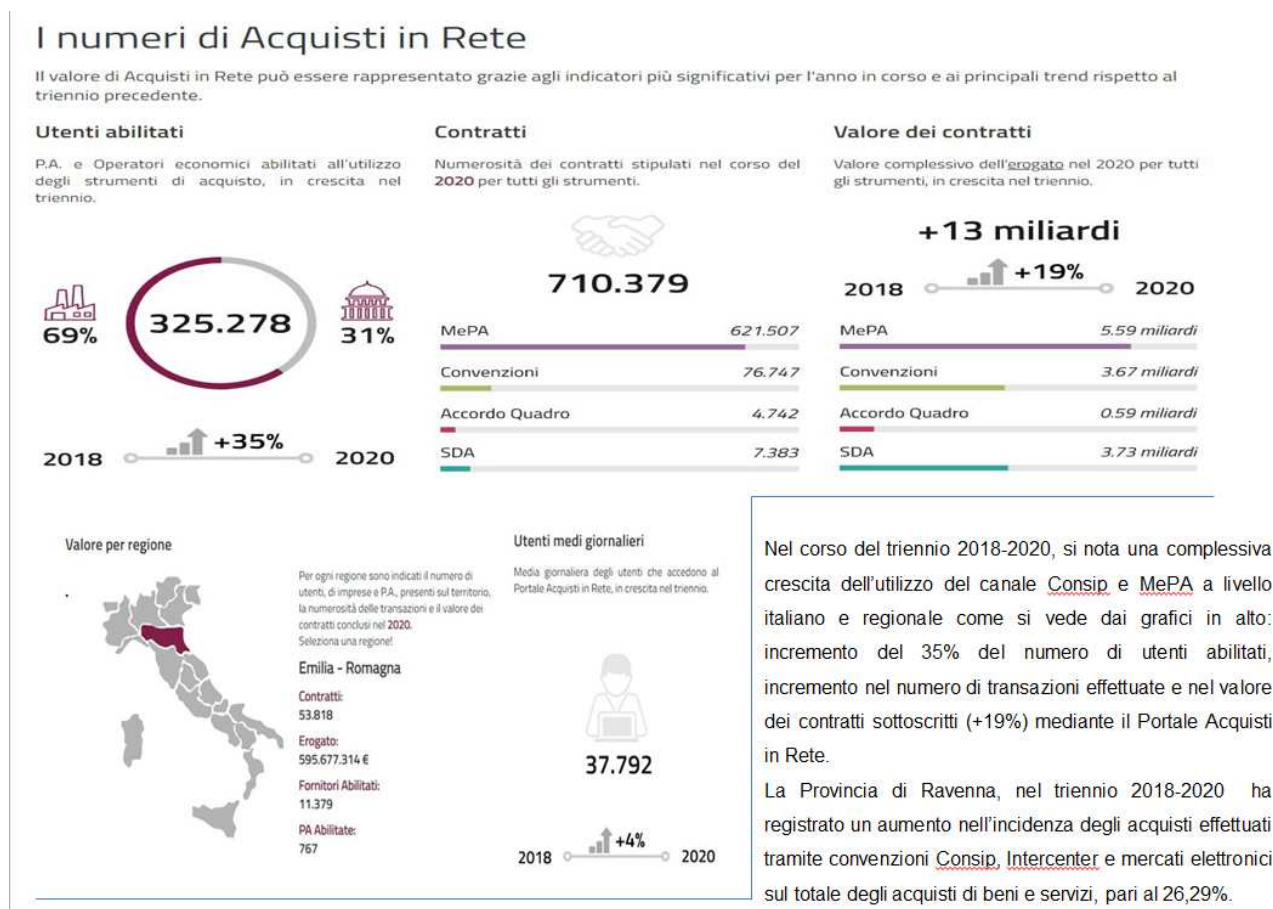 I numeri di Acquisti in Rete
Il valore di Acquisti in Rete può essere rappresentato grazie agli indicatori più significativi per l'anno in corso e ai principali trend rispetto al
triennio precedente.
Utenti abilitati
P.A. e Operatori economici abilitati all'utilizzo
degli strumenti di acquisto, in crescita nel
triennio.
69%
325.278
31%
+35%
2018
2020
Contratti
Numerosità dei contratti stipulati nel corso del
2020 per tutti gli strumenti.
710.379
MePA 621.507
Convenzioni 76.747
Accordo Quadro 4.742
SDA 7.383
Valore dei contratti
Valore complessivo dell'erogato nel 2020 per tutti
gli strumenti, in crescita nel triennio.
+13 miliardi
+19%
2018
2020
MePA 5.59 miliardi
Convenzioni 3.67 miliardi
Accordo Quadro 0.59 miliardi
SDA 3.73 miliardi
Valore per regione
Per ogni regione sono indicati il numero di
utenti, di imprese e P.A., presenti sul territorio,
la numerosità delle transazioni e il valore dei
contratti conclusi nel 2020.
Seleziona una regione!
Emilia - Romagna
Contratti:
53.818
Erogato:
595.677.314 €
Fornitori Abilitati:
11.379
PA Abilitate:
767
Utenti medi giornalieri
Media giornaliera degli utenti che accedono al
Portale Acquisti in Rete, in crescita nel triennio.
37.792
+4%
2018
2020
Nel corso del triennio 2018-2020, si nota una complessiva
crescita dell'utilizzo del canale Consip e MePA a livello
italiano e regionale come si vede dai grafici in alto:
incremento del 35% del numero di utenti abilitati,
incremento nel numero di transazioni effettuate e nel valore
dei contratti sottoscritti (+19%) mediante il Portale Acquisti
in Rete.
La Provincia di Ravenna, nel triennio 2018-2020 ha
registrato un aumento nell'incidenza degli acquisti effettuati
tramite convenzioni Consip, Intercenter e mercati elettronici
sul totale degli acquisti di beni e servizi, pari al 26,29%.